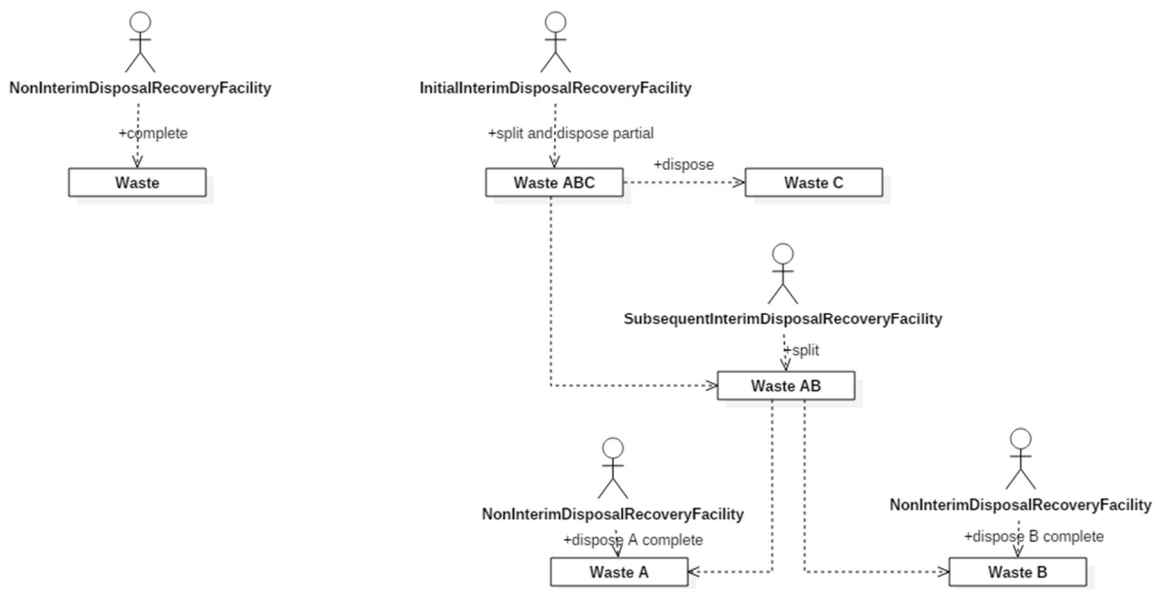 NonInterimDisposalRecoveryFacility
InitialInterimDisposalRecoveryFacility
+complete
+split and dispose partial
+dispose
Waste
Waste ABC
Waste C
SubsequentInterimDisposalRecoveryFacility
+split
Waste AB
NonInterimDisposalRecoveryFacility
NonInterimDisposalRecoveryFacility
+dispose A complete
+dispose B complete
Waste A
Waste B